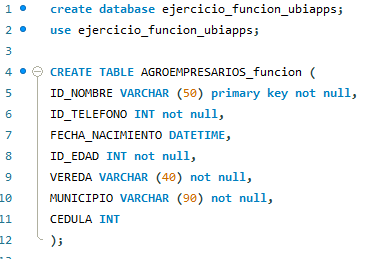 1 create database ejercicio_funcion_ubiapps;
2 use ejercicio_funcion_ubiapps;
3
4 CREATE TABLE AGROEMPRESARIOS_funcion (
5 ID_NOMBRE VARCHAR (50) primary key not null,
6 ID_TELEFONO INT not null,
7 FECHA_NACIMIENTO DATETIME,
8 ID_EDAD INT not null,
9 VEREDA VARCHAR (40) not null,
10 MUNICIPIO VARCHAR (90) not null,
11 CEDULA INT
12 );